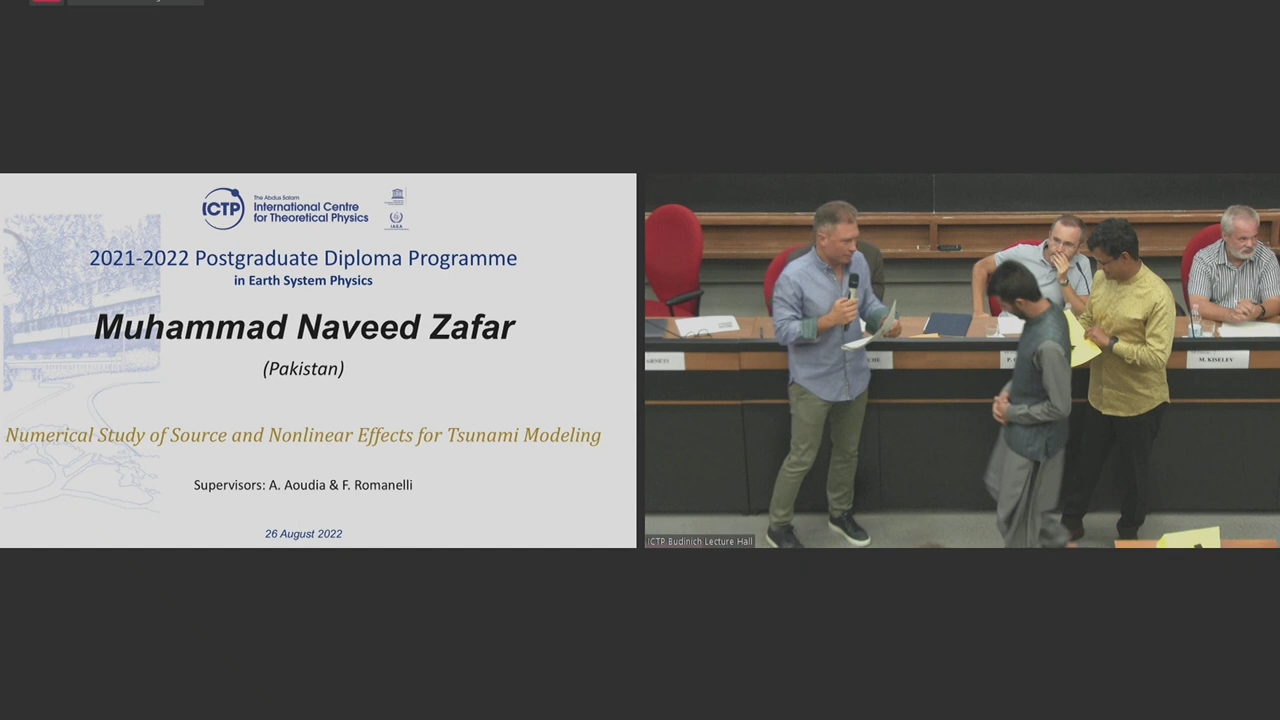 ICTP
The Abdus Salam
International Centre
for Theoretical Physics
IAEA
2021-2022 Postgraduate Diploma Programme
in Earth System Physics
Muhammad Naveed Zafar
(Pakistan)
Numerical Study of Source and Nonlinear Effects for Tsunami Modeling
Supervisors: A. Aoudia & F. Romanelli
26 August 2022
M. KISELEV
ICTP Budinich Lecture Hall